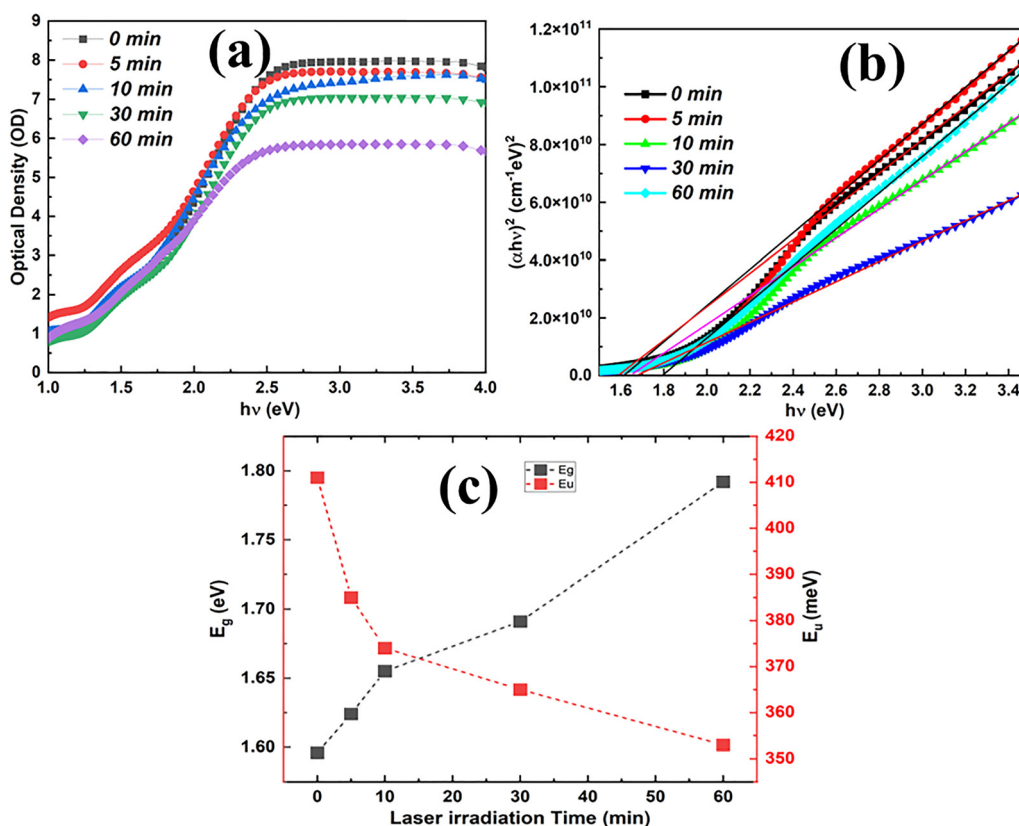 (a)
0 min
5 min
10 min
30 min
60 min
9
8
7
6
5
4
3
2
1
0
Optical Density (OD)
1.0 1.5 2.0 2.5 3.0 3.5 4.0
hν (eV)
(b)
0 min
5 min
10 min
30 min
60 min
1.2×10¹¹
1.0×10¹¹
8.0×10¹⁰
6.0×10¹⁰
4.0×10¹⁰
2.0×10¹⁰
0.0
(αhν)² (cm⁻¹eV)²
1.6 1.8 2.0 2.2 2.4 2.6 2.8 3.0 3.2 3.4
hν (eV)
(c)
Eg
Eu
1.80
1.75
1.70
1.65
1.60
E_g (eV)
420
410
400
390
380
370
360
350
E_u (meV)
0 10 20 30 40 50 60
Laser irradiation Time (min)